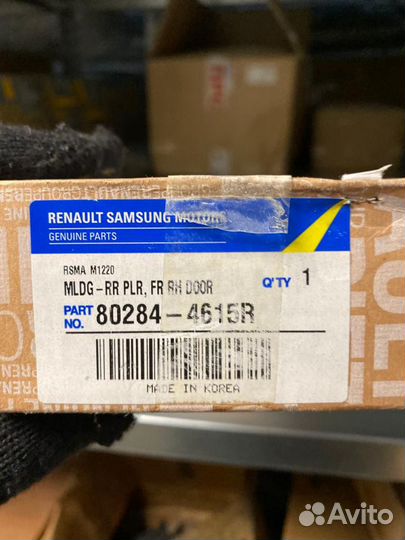 RENAULT SAMSUNG MOTORS
GENUINE PARTS
RSMA M1220
MLDG-RR PLR, FR RH DOOR Q'TY 1
PART NO. 80284-4615R
MADE IN KOREA
Avito